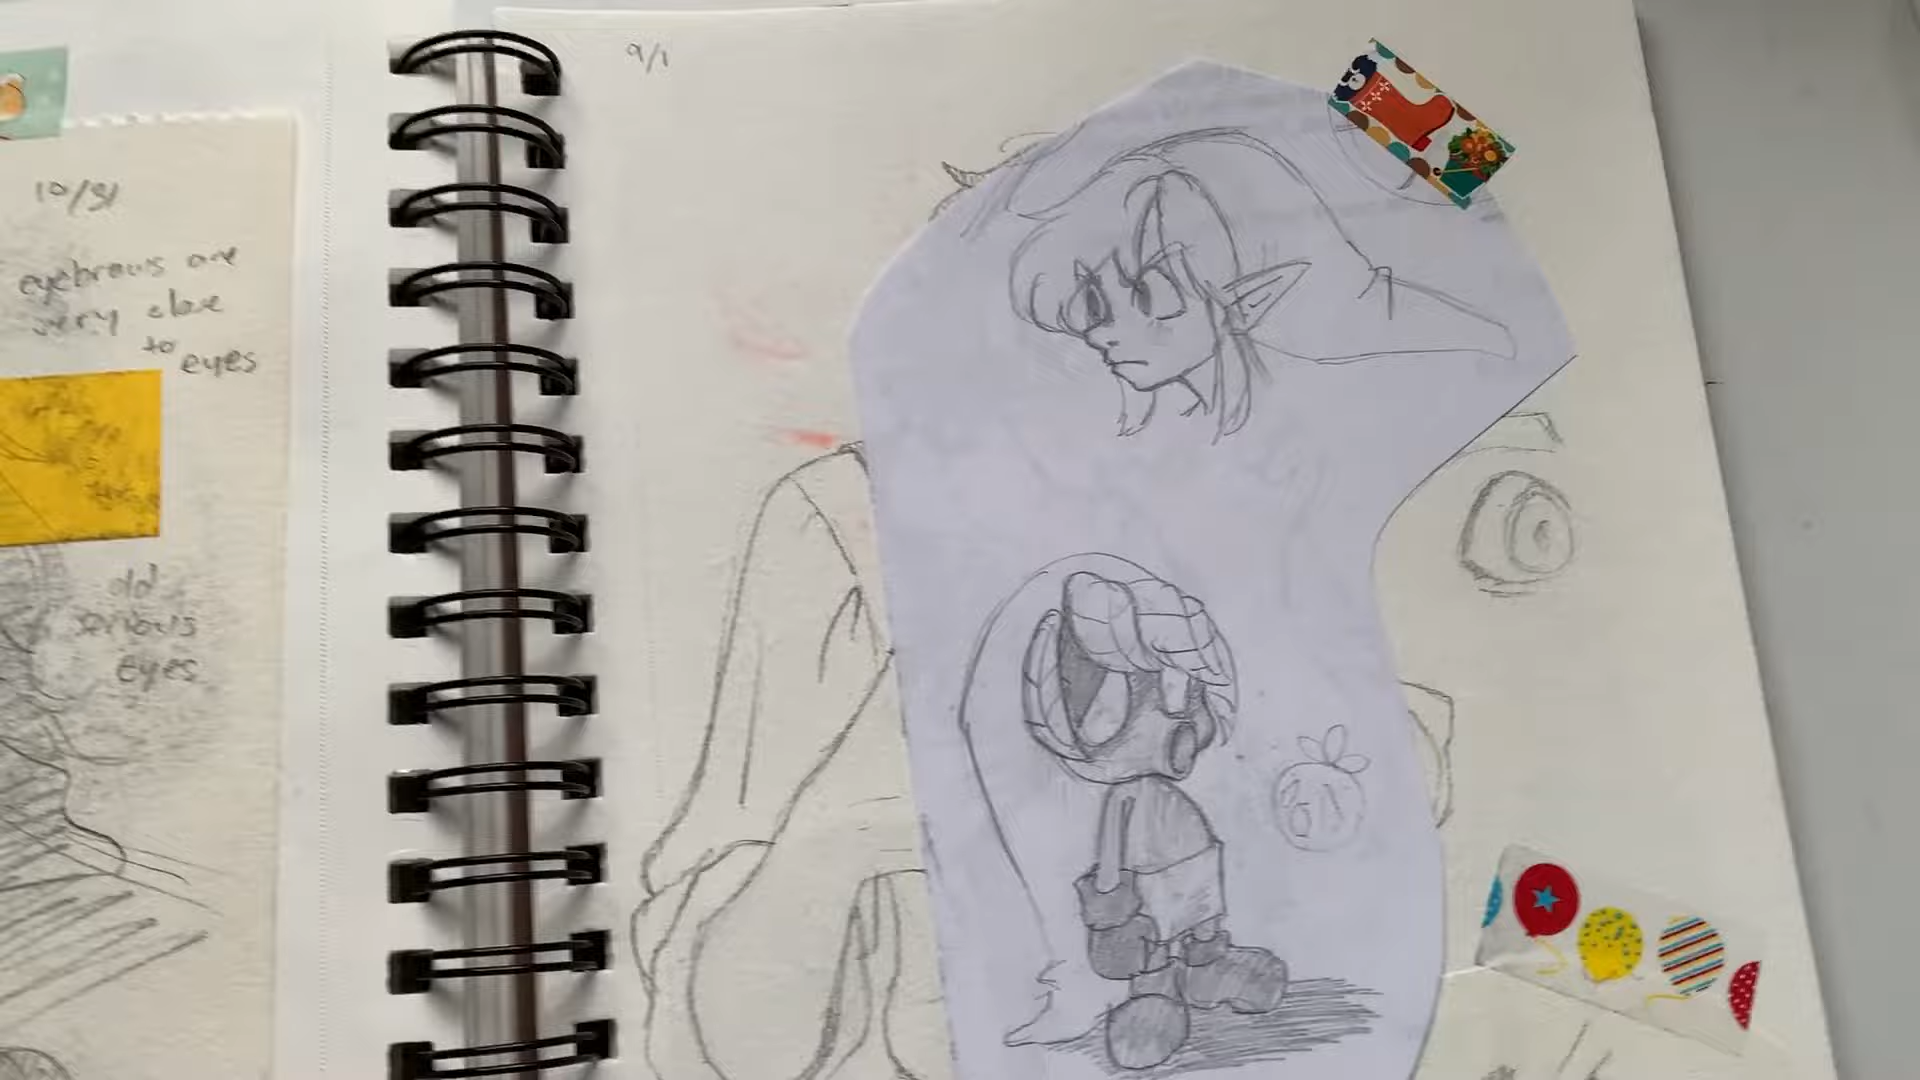 10/31
eyebrows are
very close
to
eyes
old
serious
eyes
9/1